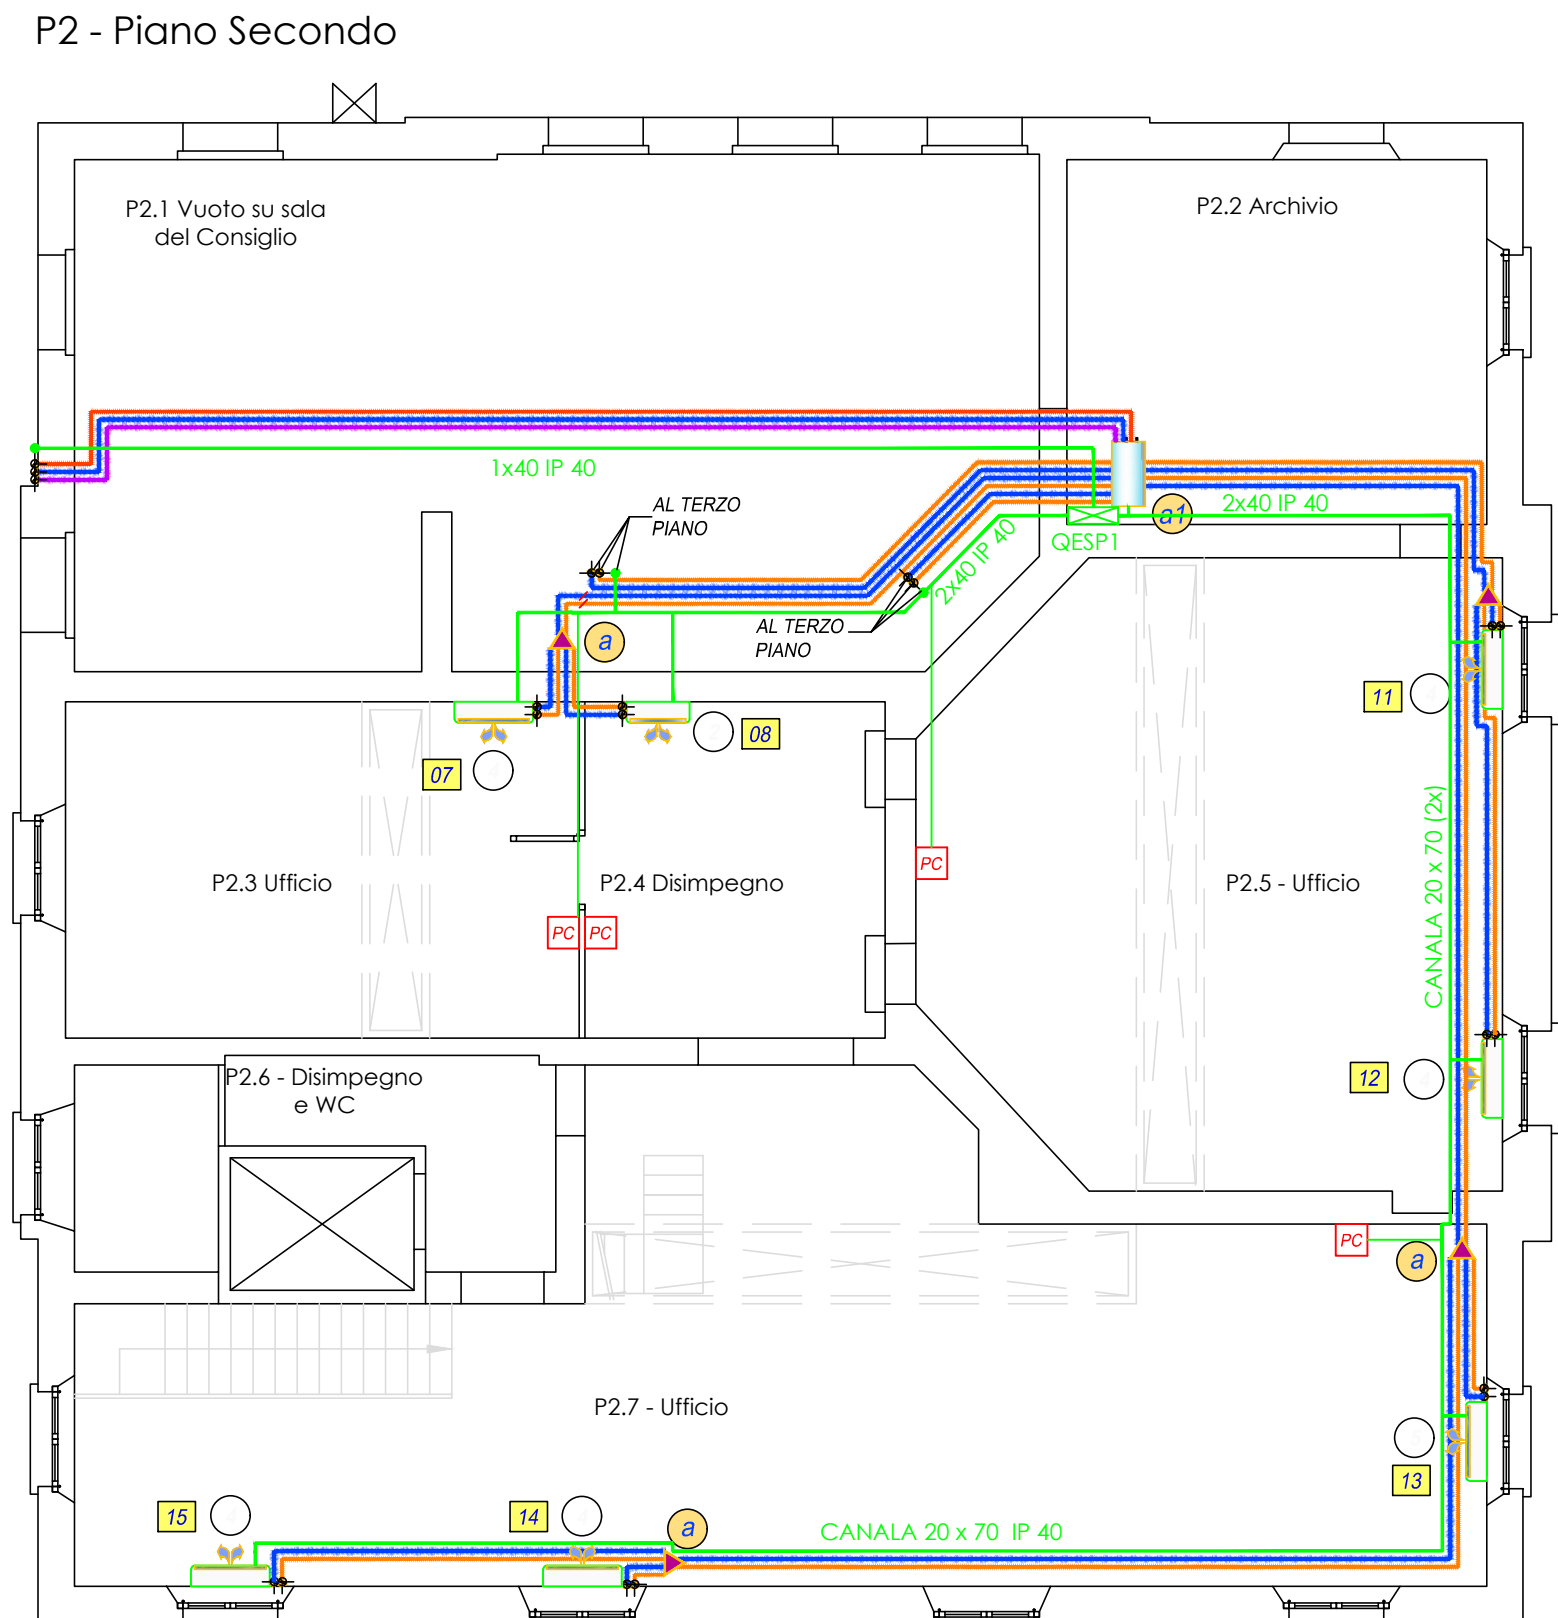 P2 - Piano Secondo
P2.1 Vuoto su sala
del Consiglio
P2.2 Archivio
1x40 IP 40
AL TERZO
PIANO
a1
2x40 IP 40
QESP1
2x40 IP 40
AL TERZO
PIANO
a
11
08
07
CANALA 20 x 70 (2x)
PC
P2.3 Ufficio
P2.4 Disimpegno
P2.5 - Ufficio
PC
PC
P2.6 - Disimpegno
e WC
12
PC
a
P2.7 - Ufficio
13
15
14
a
CANALA 20 x 70 IP 40